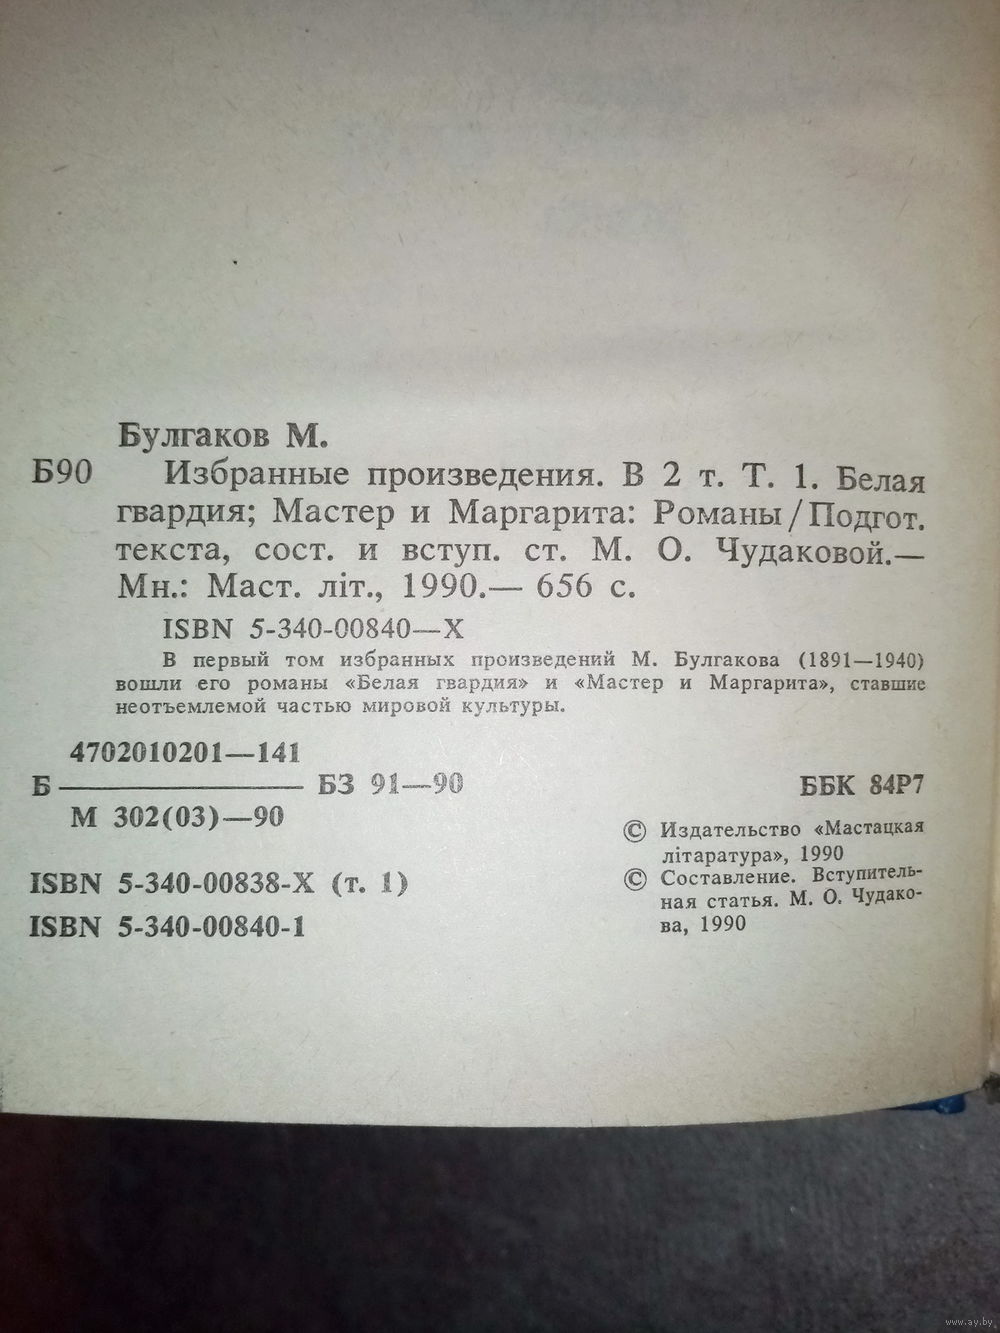 Булгаков М.
Б90 Избранные произведения. В 2 т. Т. 1. Белая
гвардия; Мастер и Маргарита: Романы/Подгот.
текста, сост. и вступ. ст. М. О. Чудаковой.—
Мн.: Маст. літ., 1990.— 656 с.
ISBN 5-340-00840—X
В первый том избранных произведений М. Булгакова (1891—1940)
вошли его романы «Белая гвардия» и «Мастер и Маргарита», ставшие
неотъемлемой частью мировой культуры.
4702010201—141
Б ———— БЗ 91—90
М 302(03)—90
ББК 84Р7
ISBN 5-340-00838-X (т. 1)
ISBN 5-340-00840-1
© Издательство «Мастацкая
літаратура», 1990
© Составление. Вступитель-
ная статья. М. О. Чудако-
ва, 1990
www.ay.by